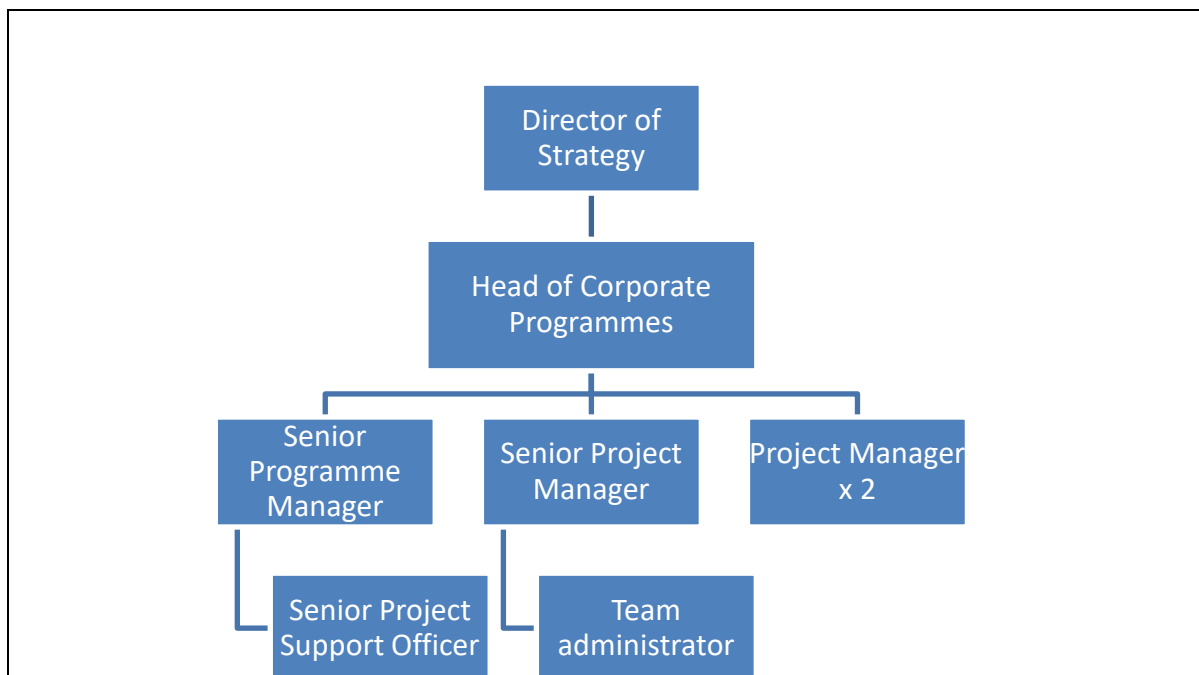 Director of
Strategy
Head of Corporate
Programmes
Senior
Programme
Manager
Senior Project
Manager
Project Manager
x 2
Senior Project
Support Officer
Team
administrator